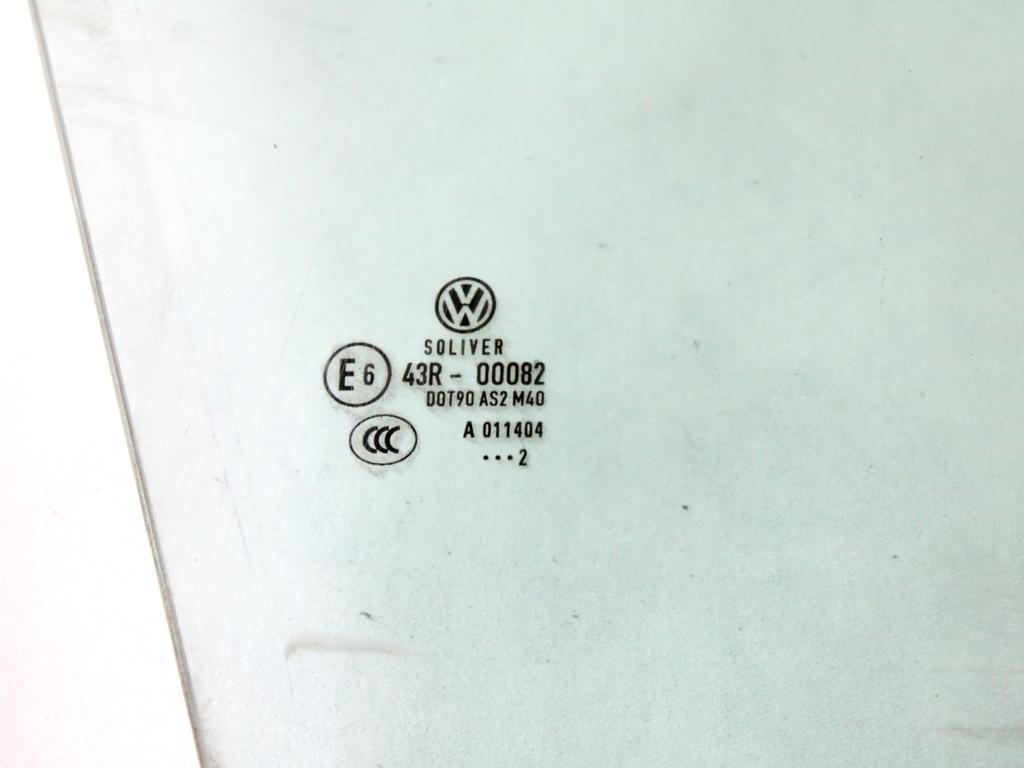 VW
SOLIVER
E6 43R - 00082
DOT90 AS2 M40
CCC A 011404
...2